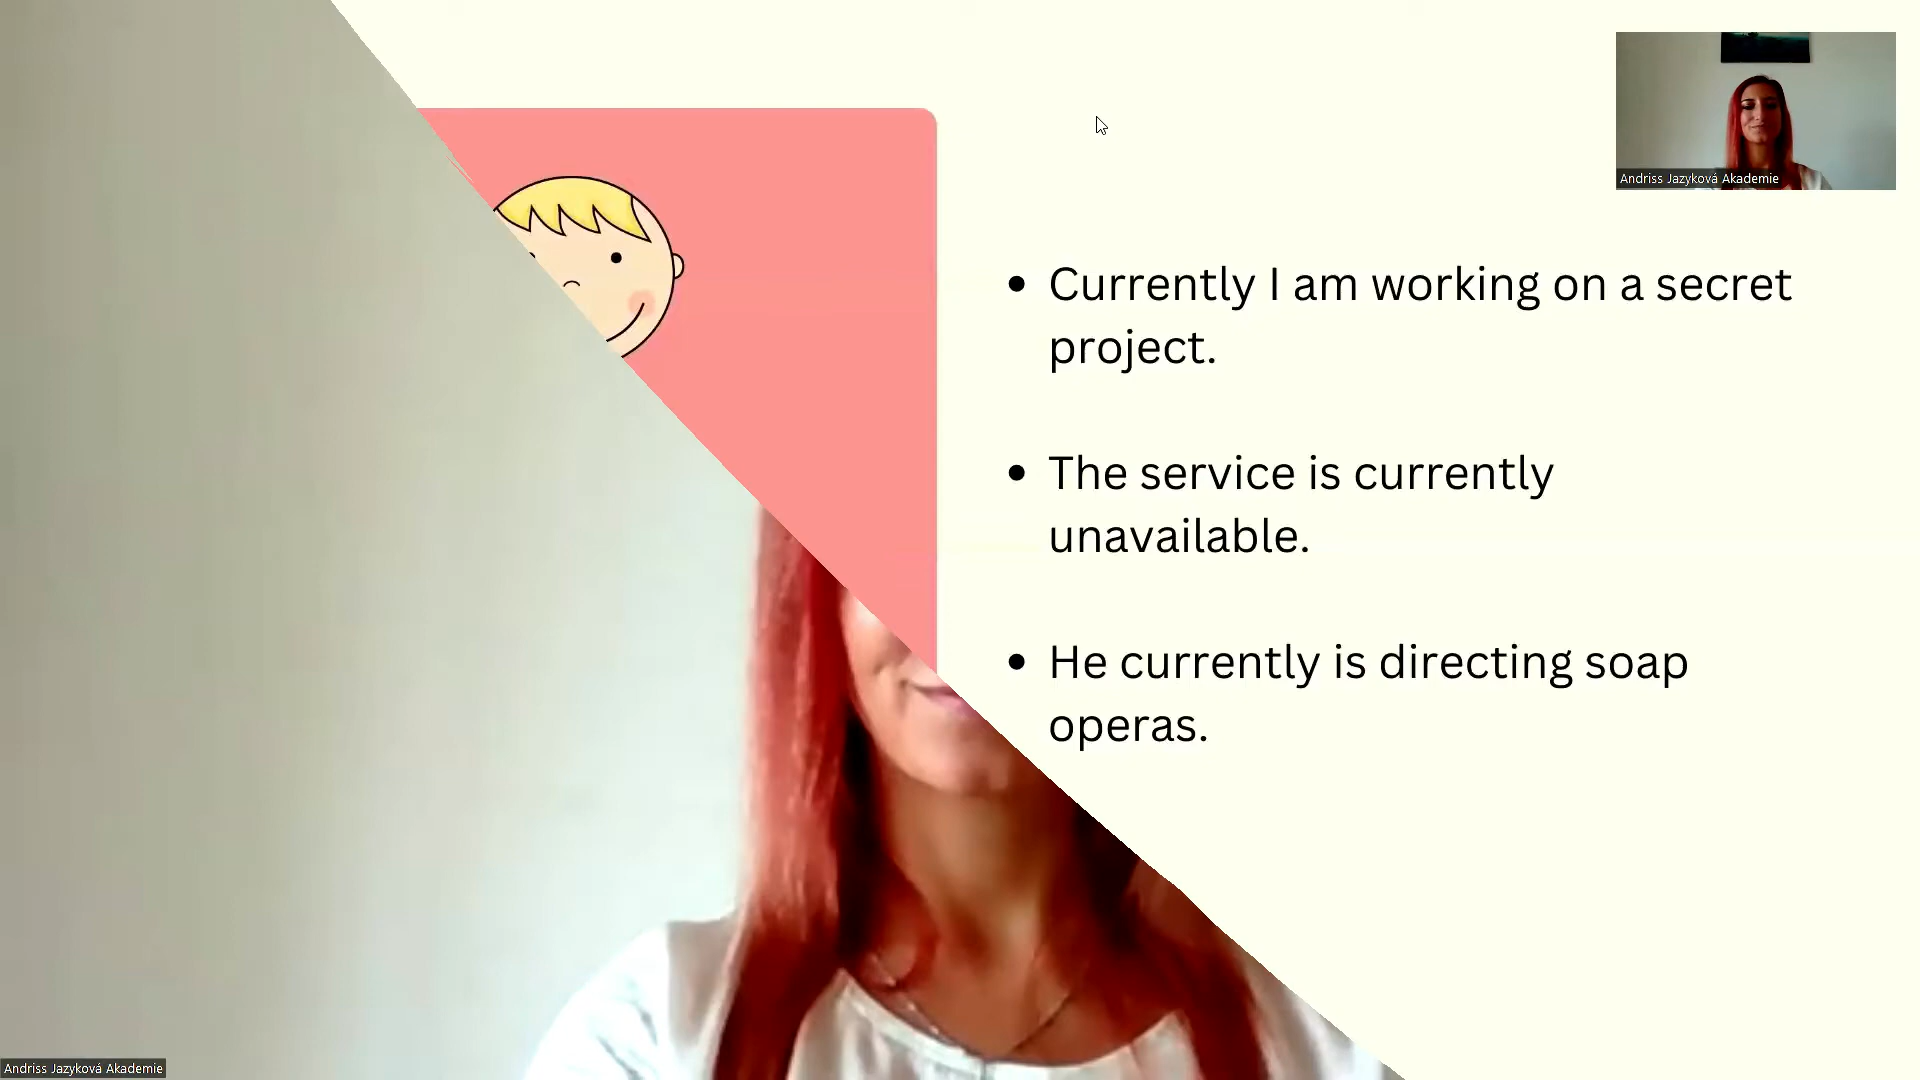 Andriss Jazyková Akademie
Currently I am working on a secret
project.
The service is currently
unavailable.
He currently is directing soap
operas.
Andriss Jazyková Akademie